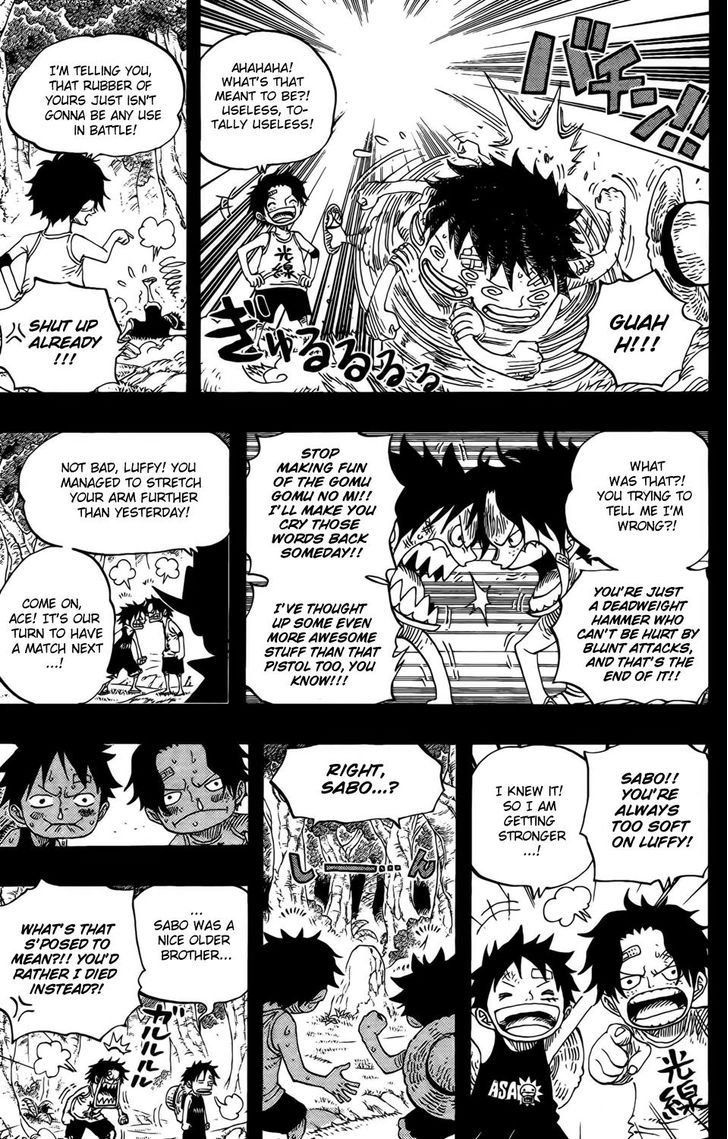 バチン!!
AHAHAHA!
WHAT'S THAT
MEANT TO BE?!
USELESS, TO-
TALLY USELESS!
光線
GUAH
H!!!
ぎゅるるるるる
I'M TELLING YOU,
THAT RUBBER OF
YOURS JUST ISN'T
GONNA BE ANY USE
IN BATTLE!
SHUT UP
ALREADY
!!!
WHAT
WAS THAT?!
YOU TRYING TO
TELL ME I'M
WRONG?!
YOU'RE JUST
A DEADWEIGHT
HAMMER WHO
CAN'T BE HURT BY
BLUNT ATTACKS,
AND THAT'S THE
END OF IT!!
STOP
MAKING FUN
OF THE GOMU
GOMU NO MI!!
I'LL MAKE YOU
CRY THOSE
WORDS BACK
SOMEDAY!!
I'VE THOUGHT
UP SOME EVEN
MORE AWESOME
STUFF THAN THAT
PISTOL TOO, YOU
KNOW!!!
NOT BAD, LUFFY! YOU
MANAGED TO STRETCH
YOUR ARM FURTHER
THAN YESTERDAY!
COME ON,
ACE! IT'S OUR
TURN TO HAVE
A MATCH NEXT
...!
SABO!!
YOU'RE
ALWAYS
TOO SOFT
ON LUFFY!
I KNEW IT!
SO I AM
GETTING
STRONGER
...!
ASA
光線
RIGHT,
SABO...?
しーん
...
SABO WAS A
NICE OLDER
BROTHER...
WHAT'S THAT
S'POSED TO
MEAN?!! YOU'D
RATHER I DIED
INSTEAD?!
ガルルルル